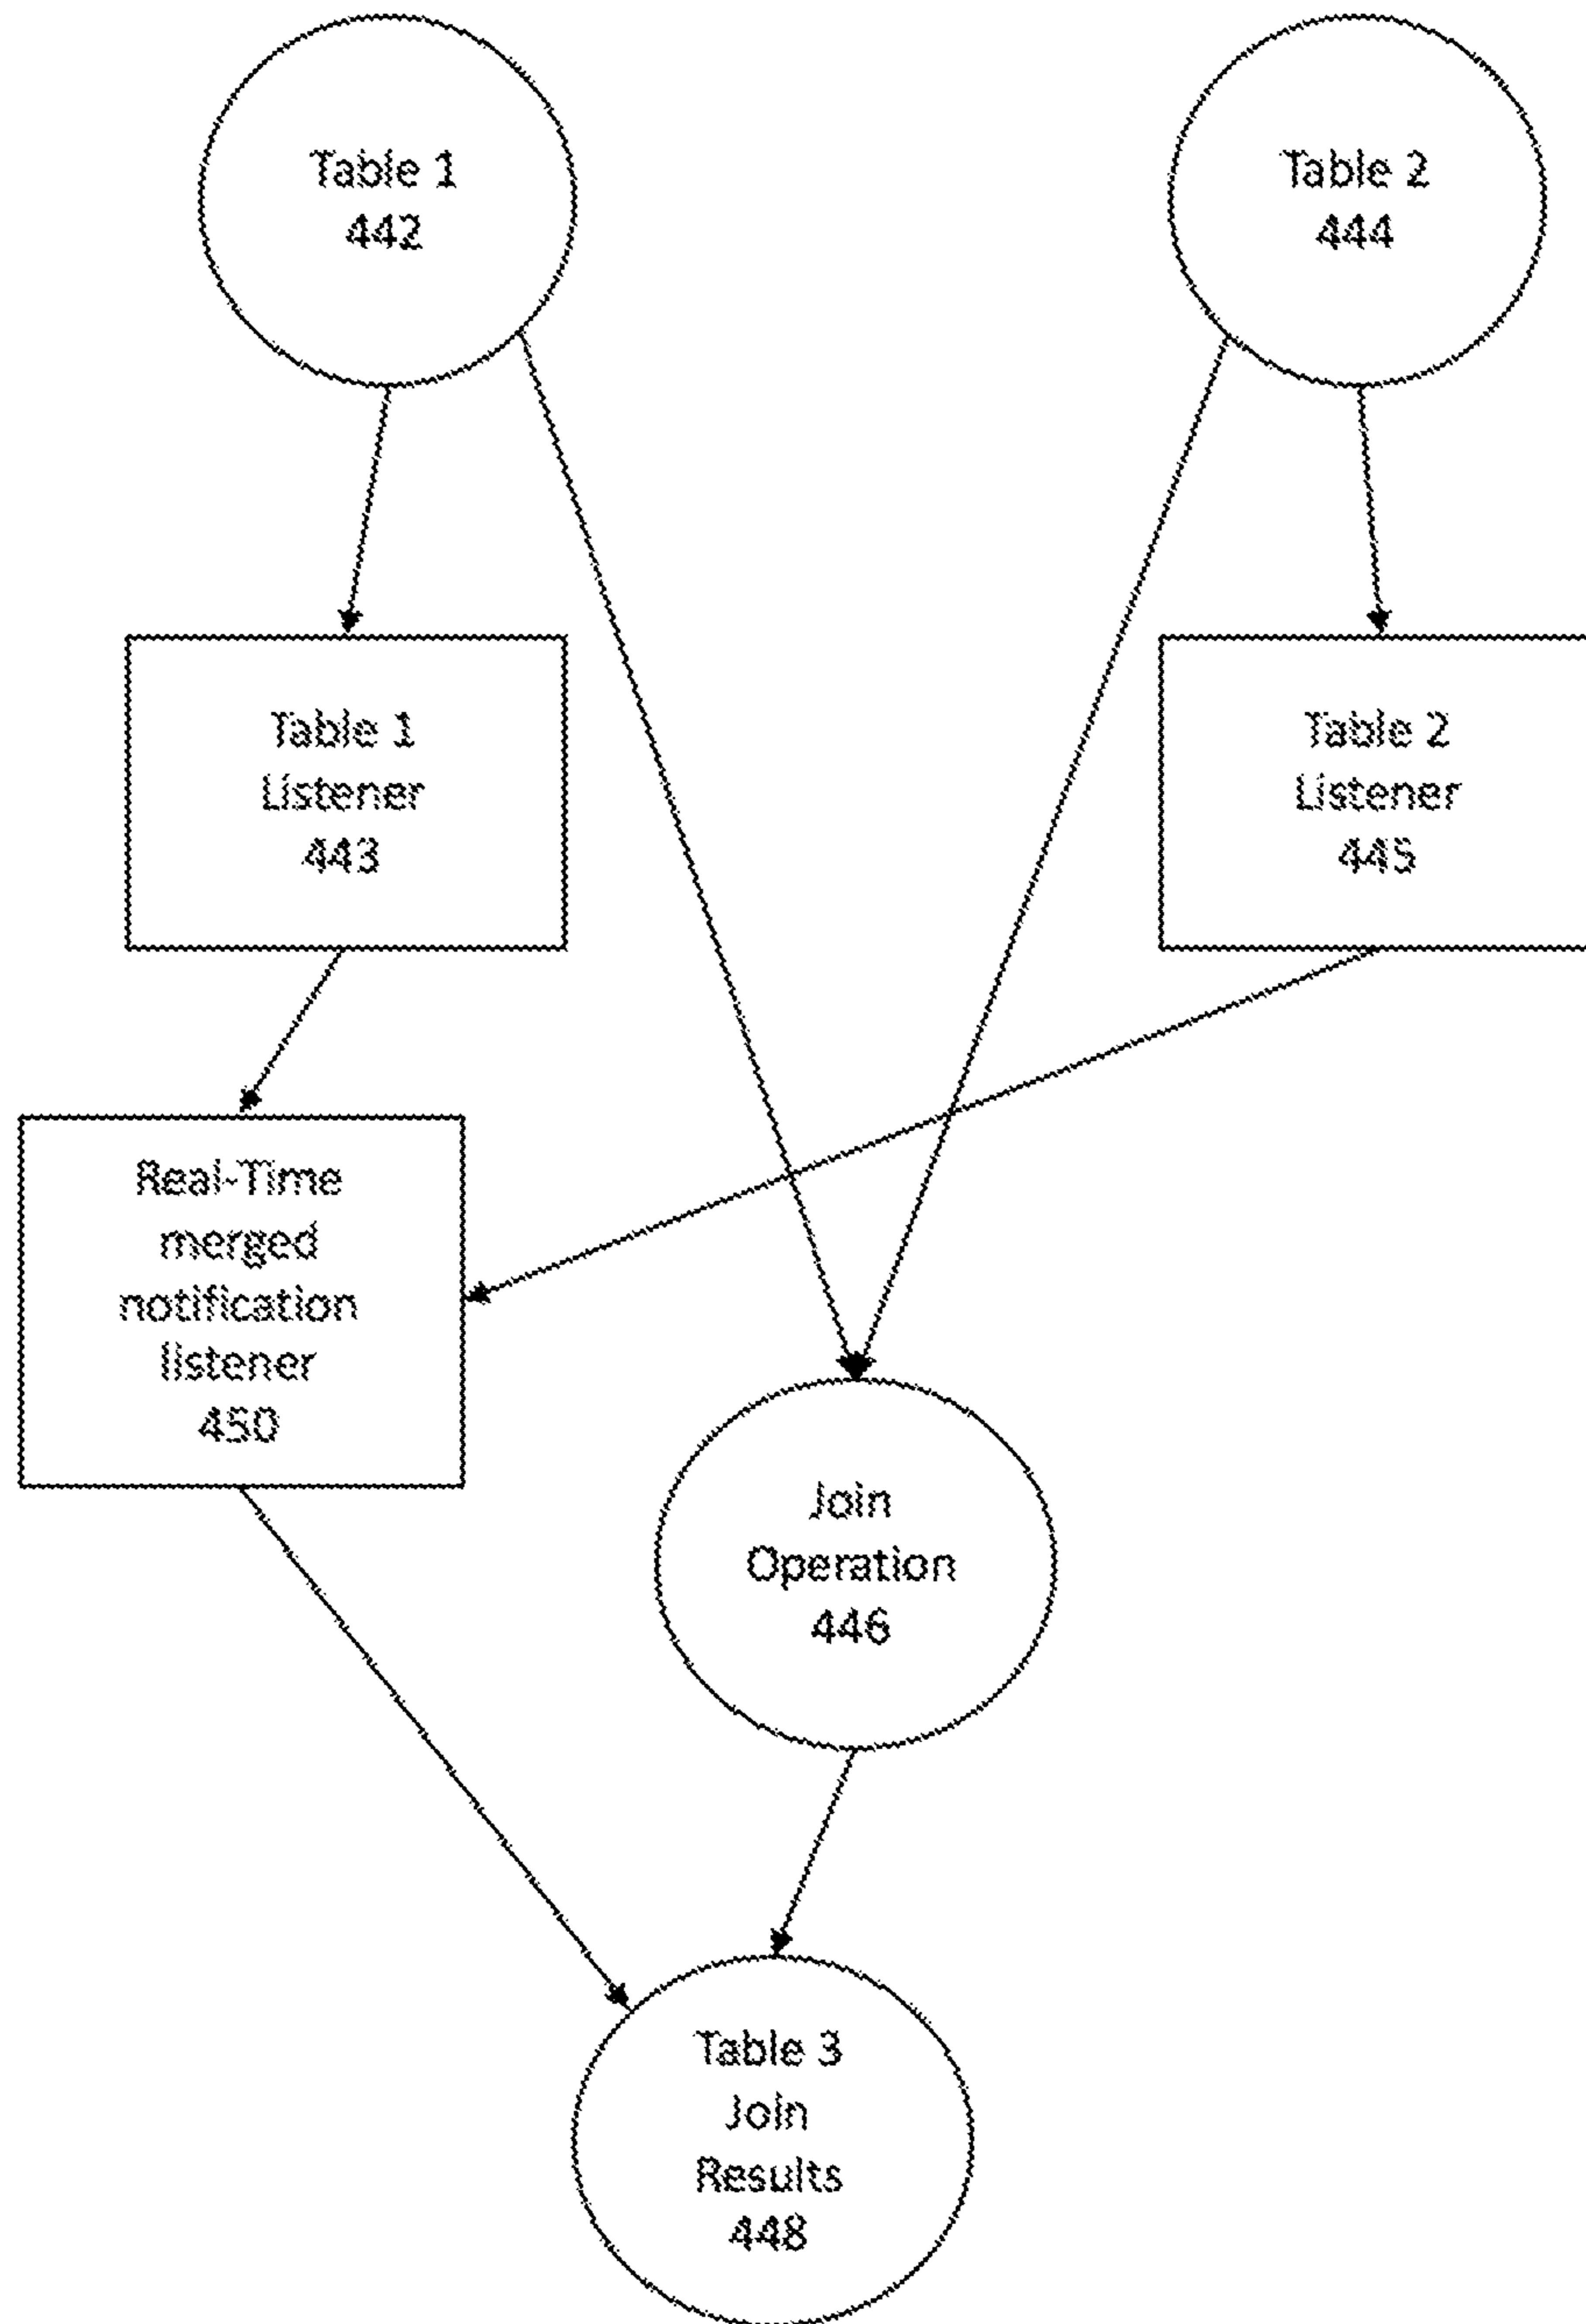 Table 1
442
Table 2
444
Table 1
Listener
443
Table 2
Listener
445
Real-Time
merged
notification
listener
450
Join
Operation
446
Table 3
Join
Results
448